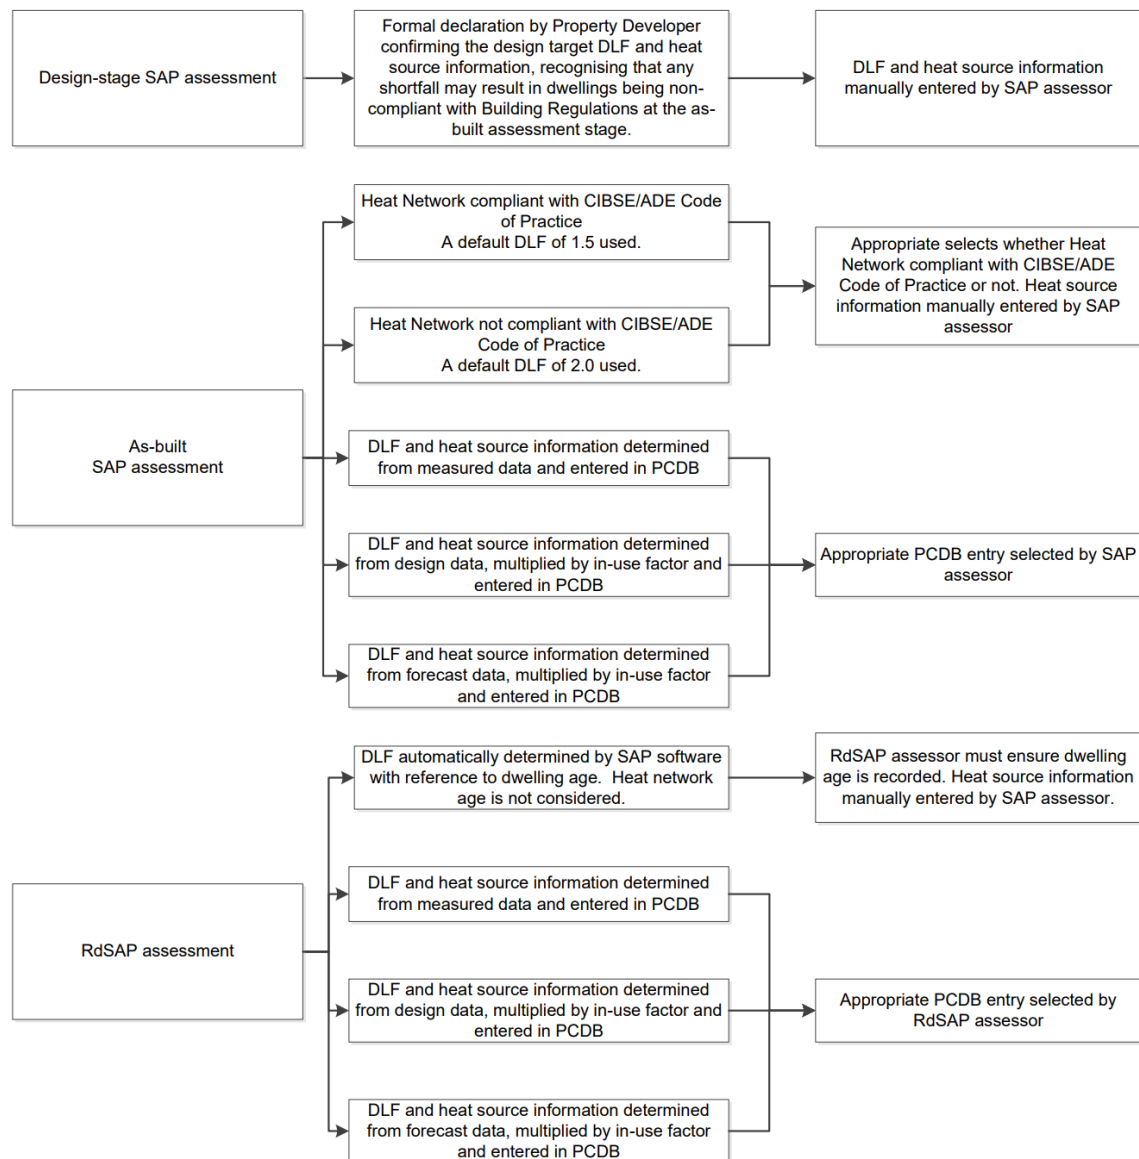 Design-stage SAP assessment
Formal declaration by Property Developer
confirming the design target DLF and heat
source information, recognising that any
shortfall may result in dwellings being non-
compliant with Building Regulations at the as-
built assessment stage.
DLF and heat source information
manually entered by SAP assessor
As-built
SAP assessment
Heat Network compliant with CIBSE/ADE Code
of Practice
A default DLF of 1.5 used.
Heat Network not compliant with CIBSE/ADE
Code of Practice
A default DLF of 2.0 used.
Appropriate selects whether Heat
Network compliant with CIBSE/ADE
Code of Practice or not. Heat source
information manually entered by SAP
assessor
DLF and heat source information determined
from measured data and entered in PCDB
DLF and heat source information determined
from design data, multiplied by in-use factor and
entered in PCDB
DLF and heat source information determined
from forecast data, multiplied by in-use factor
and entered in PCDB
Appropriate PCDB entry selected by SAP
assessor
RdSAP assessment
DLF automatically determined by SAP software
with reference to dwelling age. Heat network
age is not considered.
RdSAP assessor must ensure dwelling
age is recorded. Heat source information
manually entered by SAP assessor.
DLF and heat source information determined
from measured data and entered in PCDB
DLF and heat source information determined
from design data, multiplied by in-use factor and
entered in PCDB
DLF and heat source information determined
from forecast data, multiplied by in-use factor
and entered in PCDB
Appropriate PCDB entry selected by
RdSAP assessor